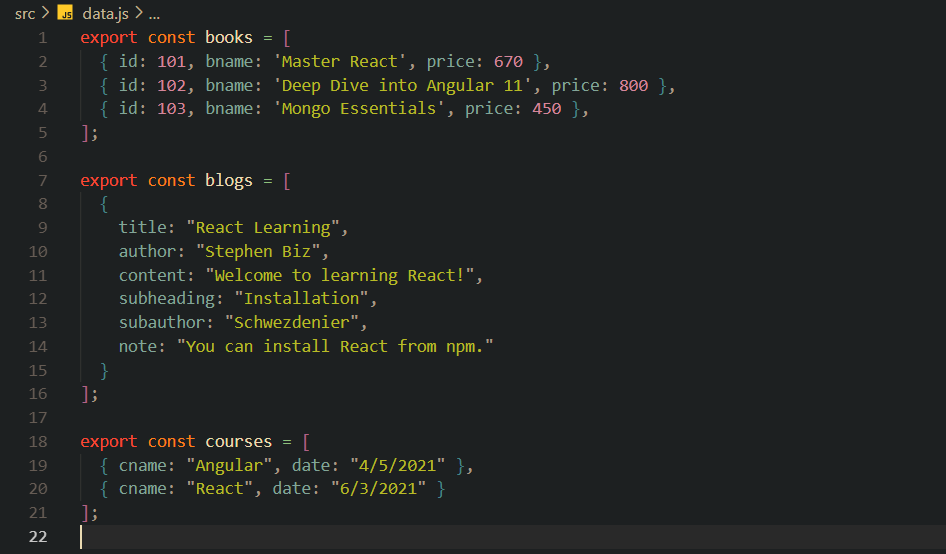 src > JS data.js > ...
1 export const books = [
2 { id: 101, bname: 'Master React', price: 670 },
3 { id: 102, bname: 'Deep Dive into Angular 11', price: 800 },
4 { id: 103, bname: 'Mongo Essentials', price: 450 },
5 ];
6
7 export const blogs = [
8 {
9 title: "React Learning",
10 author: "Stephen Biz",
11 content: "Welcome to learning React!",
12 subheading: "Installation",
13 subauthor: "Schwezdenier",
14 note: "You can install React from npm."
15 }
16 ];
17
18 export const courses = [
19 { cname: "Angular", date: "4/5/2021" },
20 { cname: "React", date: "6/3/2021" }
21 ];
22